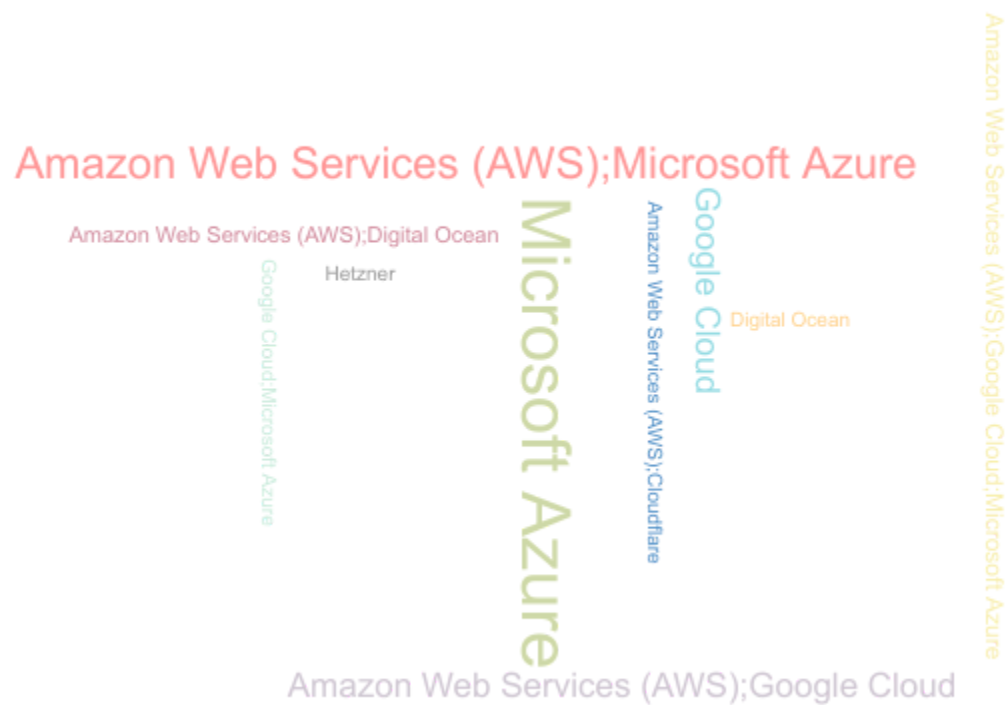 Amazon Web Services (AWS);Microsoft Azure
Amazon Web Services (AWS);Digital Ocean
Hetzner
Google Cloud;Microsoft Azure
Microsoft Azure
Amazon Web Services (AWS);Cloudflare
Google Cloud
Digital Ocean
Amazon Web Services (AWS);Google Cloud;Microsoft Azure
Amazon Web Services (AWS);Google Cloud